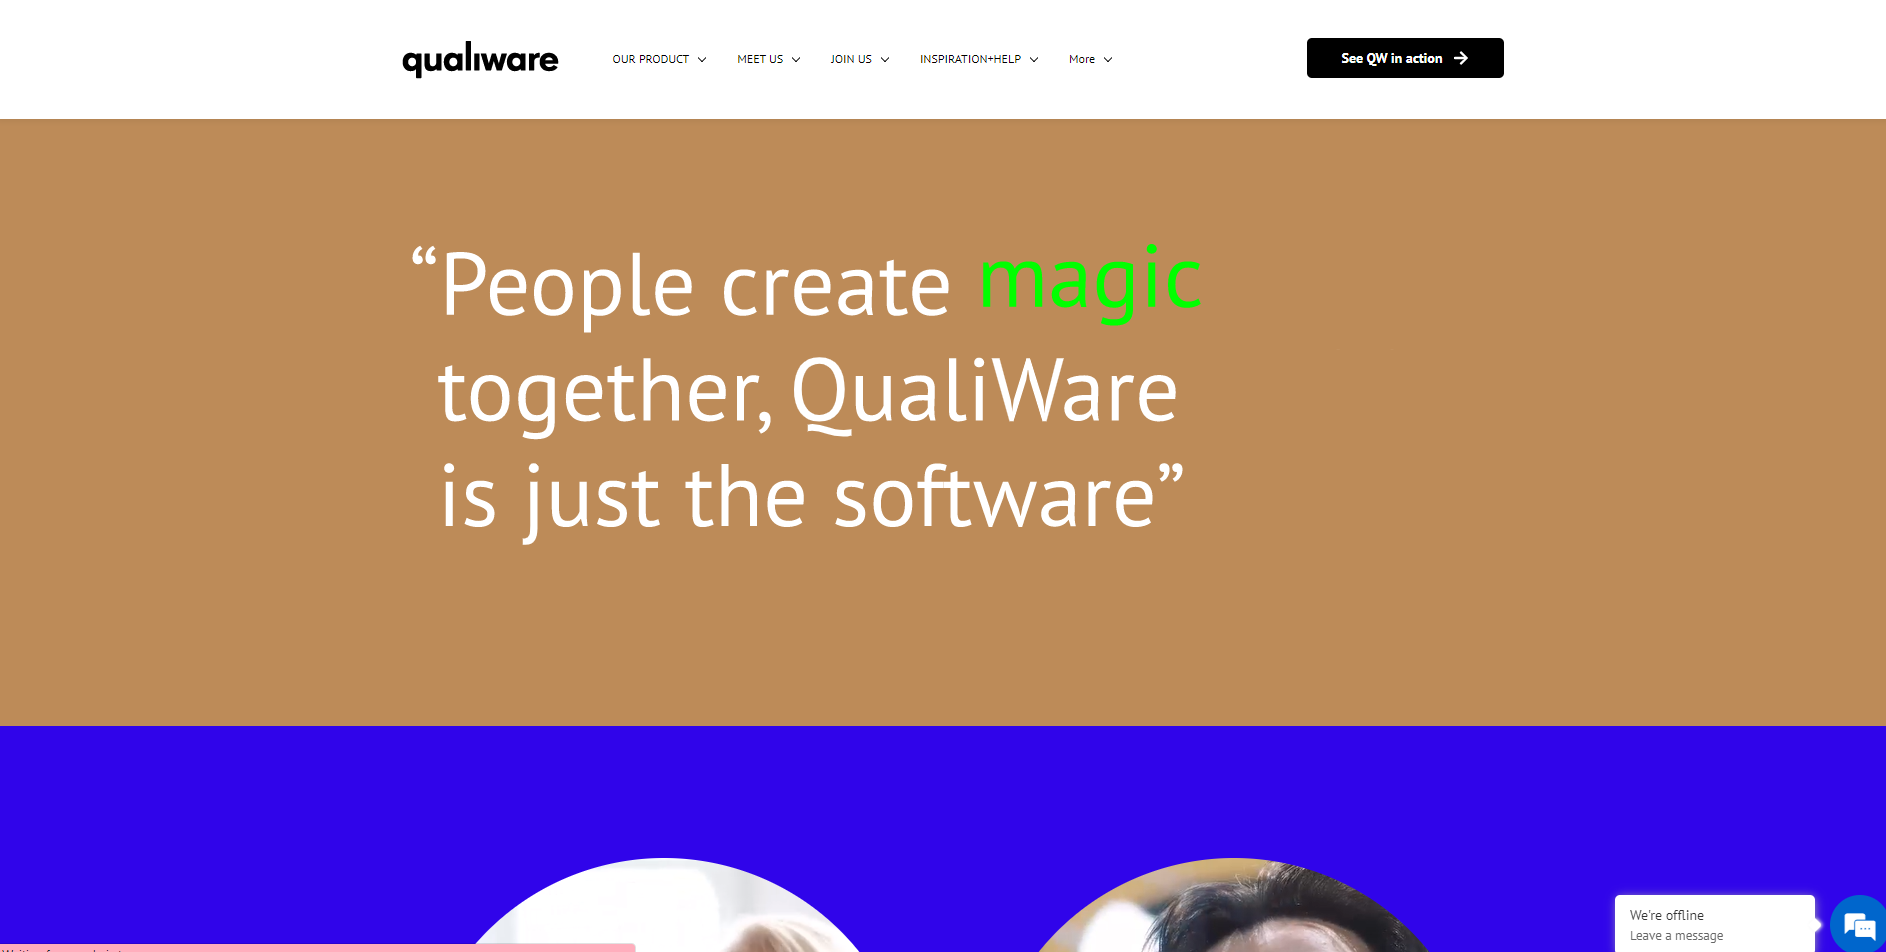 qualiware
OUR PRODUCT
MEET US
JOIN US
INSPIRATION+HELP
More
See QW in action
“People create magic
together, QualiWare
is just the software”
We're offline
Leave a message